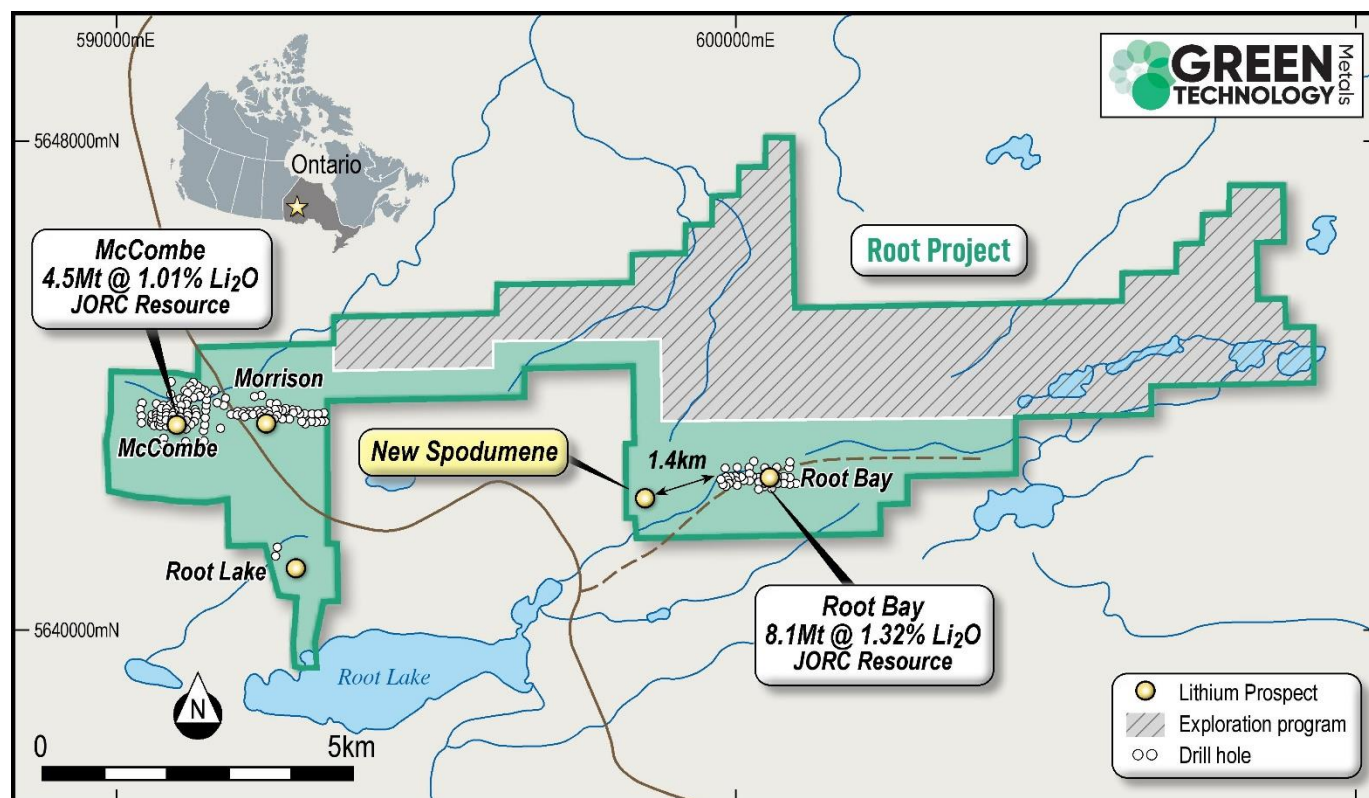 590000mE
600000mE
GREEN
TECHNOLOGY
Metals
5648000mN
Ontario
McCombe
4.5Mt @ 1.01% Li₂O
JORC Resource
Root Project
Morrison
McCombe
New Spodumene
1.4km
Root Bay
Root Lake
Root Bay
8.1Mt @ 1.32% Li₂O
JORC Resource
5640000mN
Root Lake
N
0
5km
Lithium Prospect
Exploration program
Drill hole